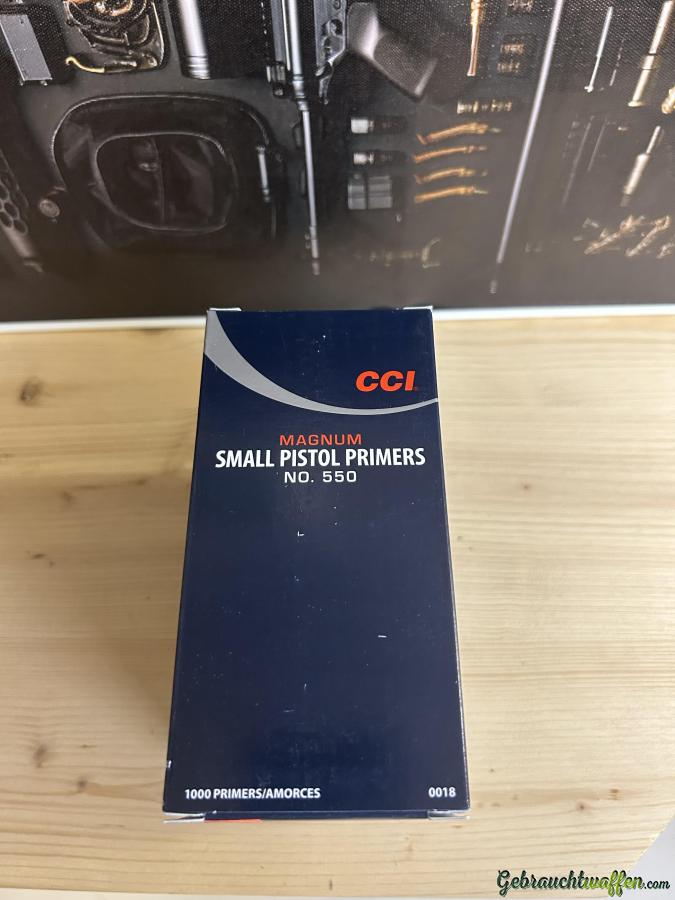 CCI
MAGNUM
SMALL PISTOL PRIMERS
NO. 550
1000 PRIMERS/AMORCES
0018
Gebrauchtwaffen.com